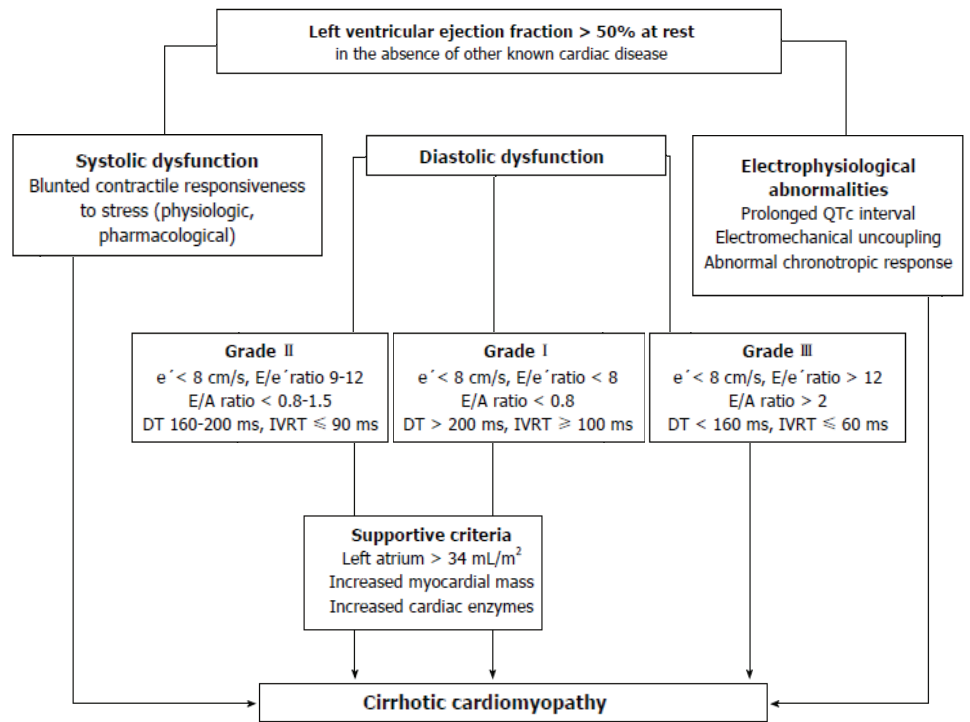 Left ventricular ejection fraction > 50% at rest
in the absence of other known cardiac disease
Systolic dysfunction
Blunted contractile responsiveness
to stress (physiologic,
pharmacological)
Diastolic dysfunction
Electrophysiological
abnormalities
Prolonged QTc interval
Electromechanical uncoupling
Abnormal chronotropic response
Grade Ⅱ
e´< 8 cm/s, E/e´ratio 9-12
E/A ratio < 0.8-1.5
DT 160-200 ms, IVRT ≤ 90 ms
Grade Ⅰ
e´< 8 cm/s, E/e´ratio < 8
E/A ratio < 0.8
DT > 200 ms, IVRT ≥ 100 ms
Grade Ⅲ
e´< 8 cm/s, E/e´ratio > 12
E/A ratio > 2
DT < 160 ms, IVRT ≤ 60 ms
Supportive criteria
Left atrium > 34 mL/m²
Increased myocardial mass
Increased cardiac enzymes
Cirrhotic cardiomyopathy